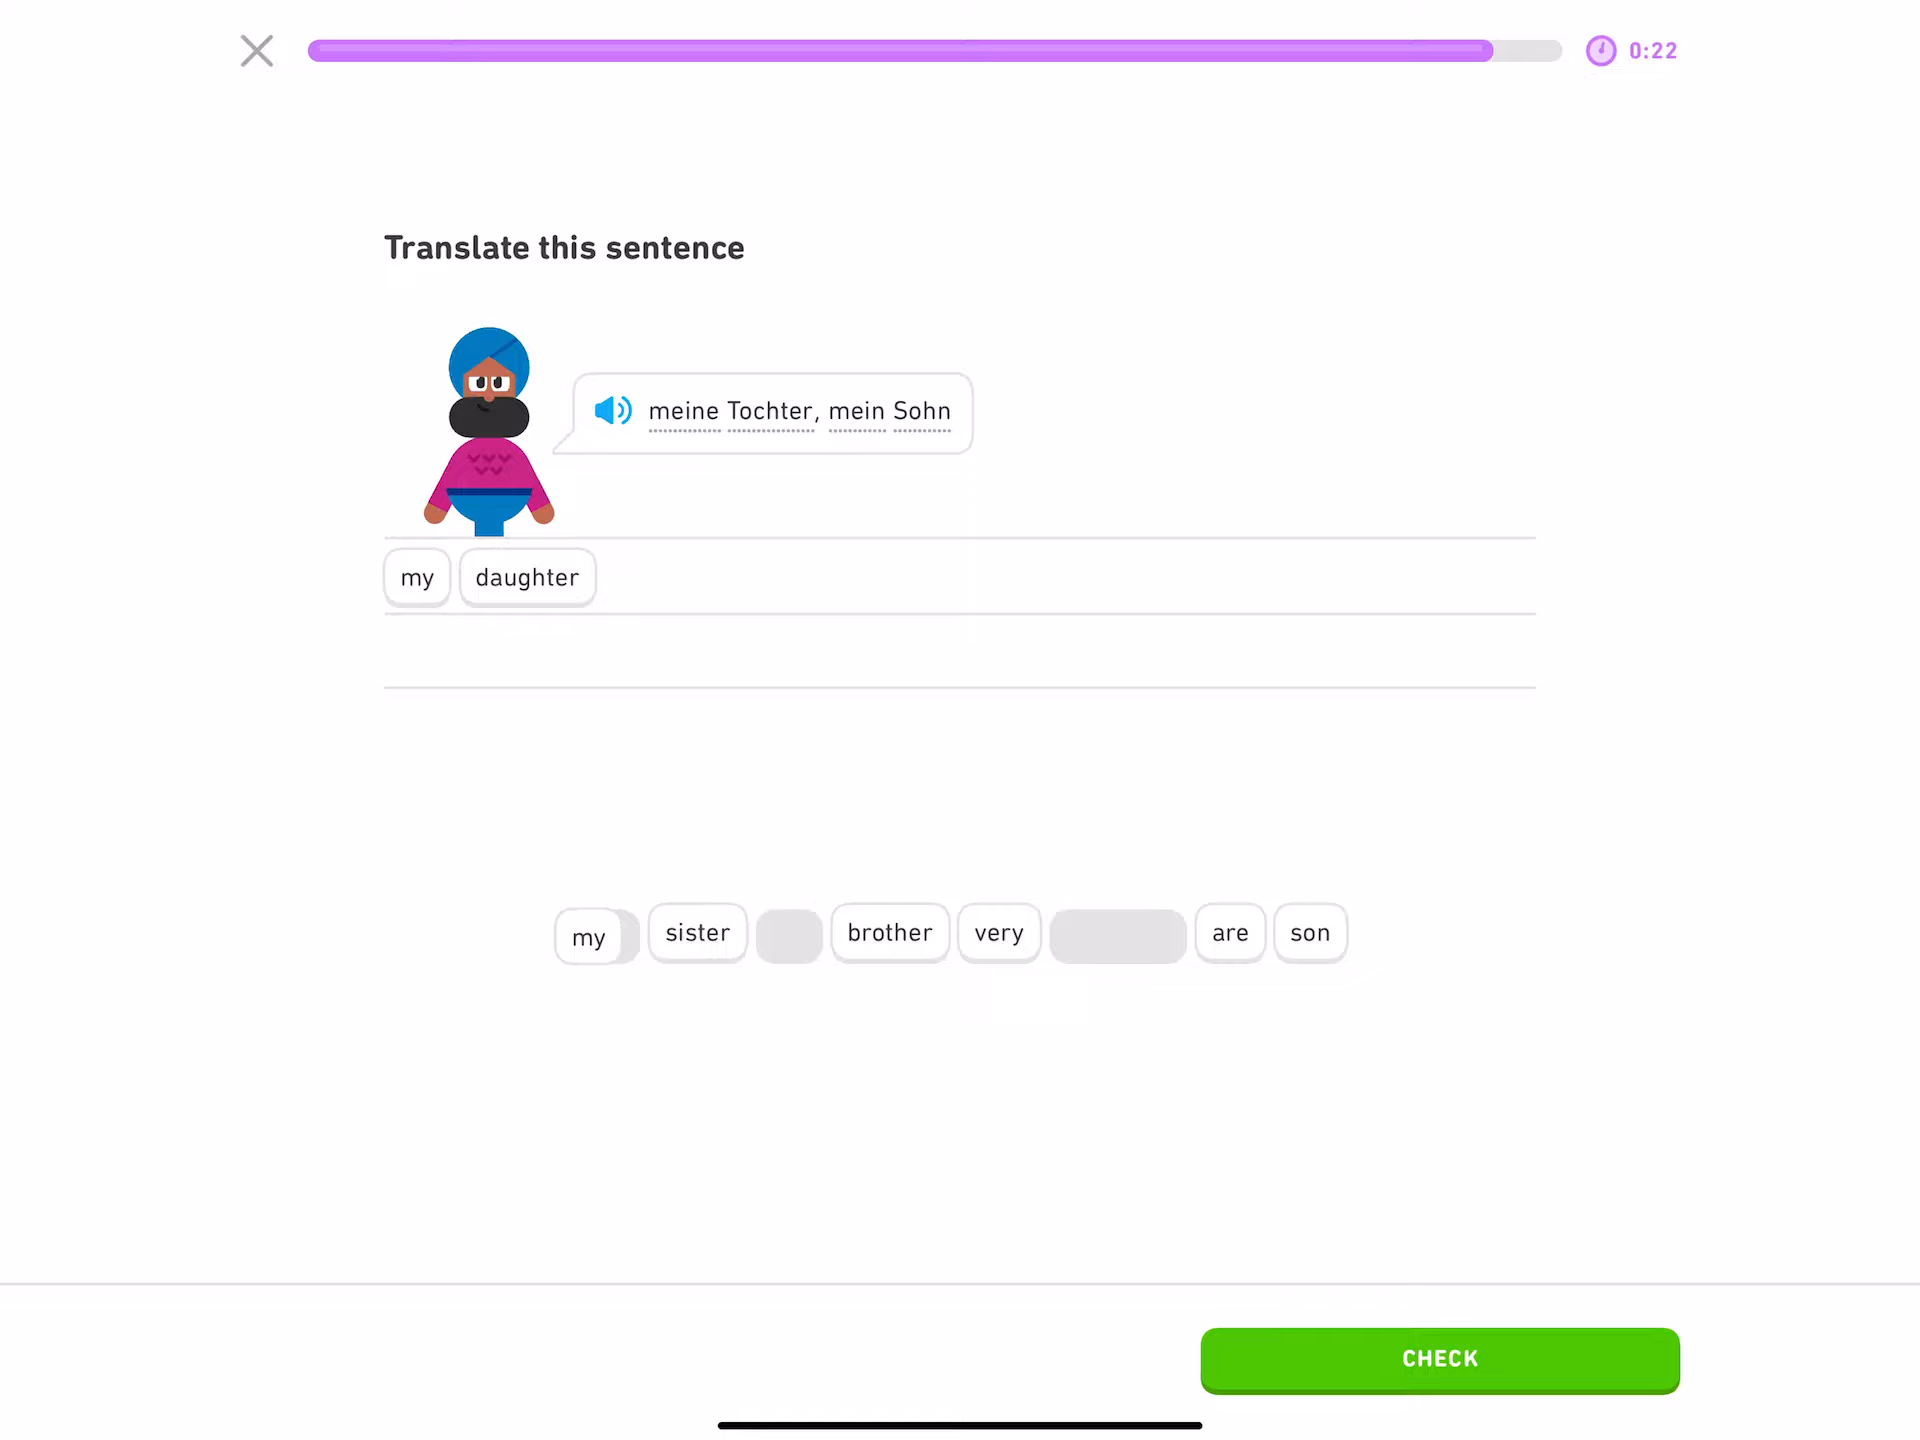 0:22
Translate this sentence
meine Tochter, mein Sohn
my daughter
my sister brother very are son
CHECK